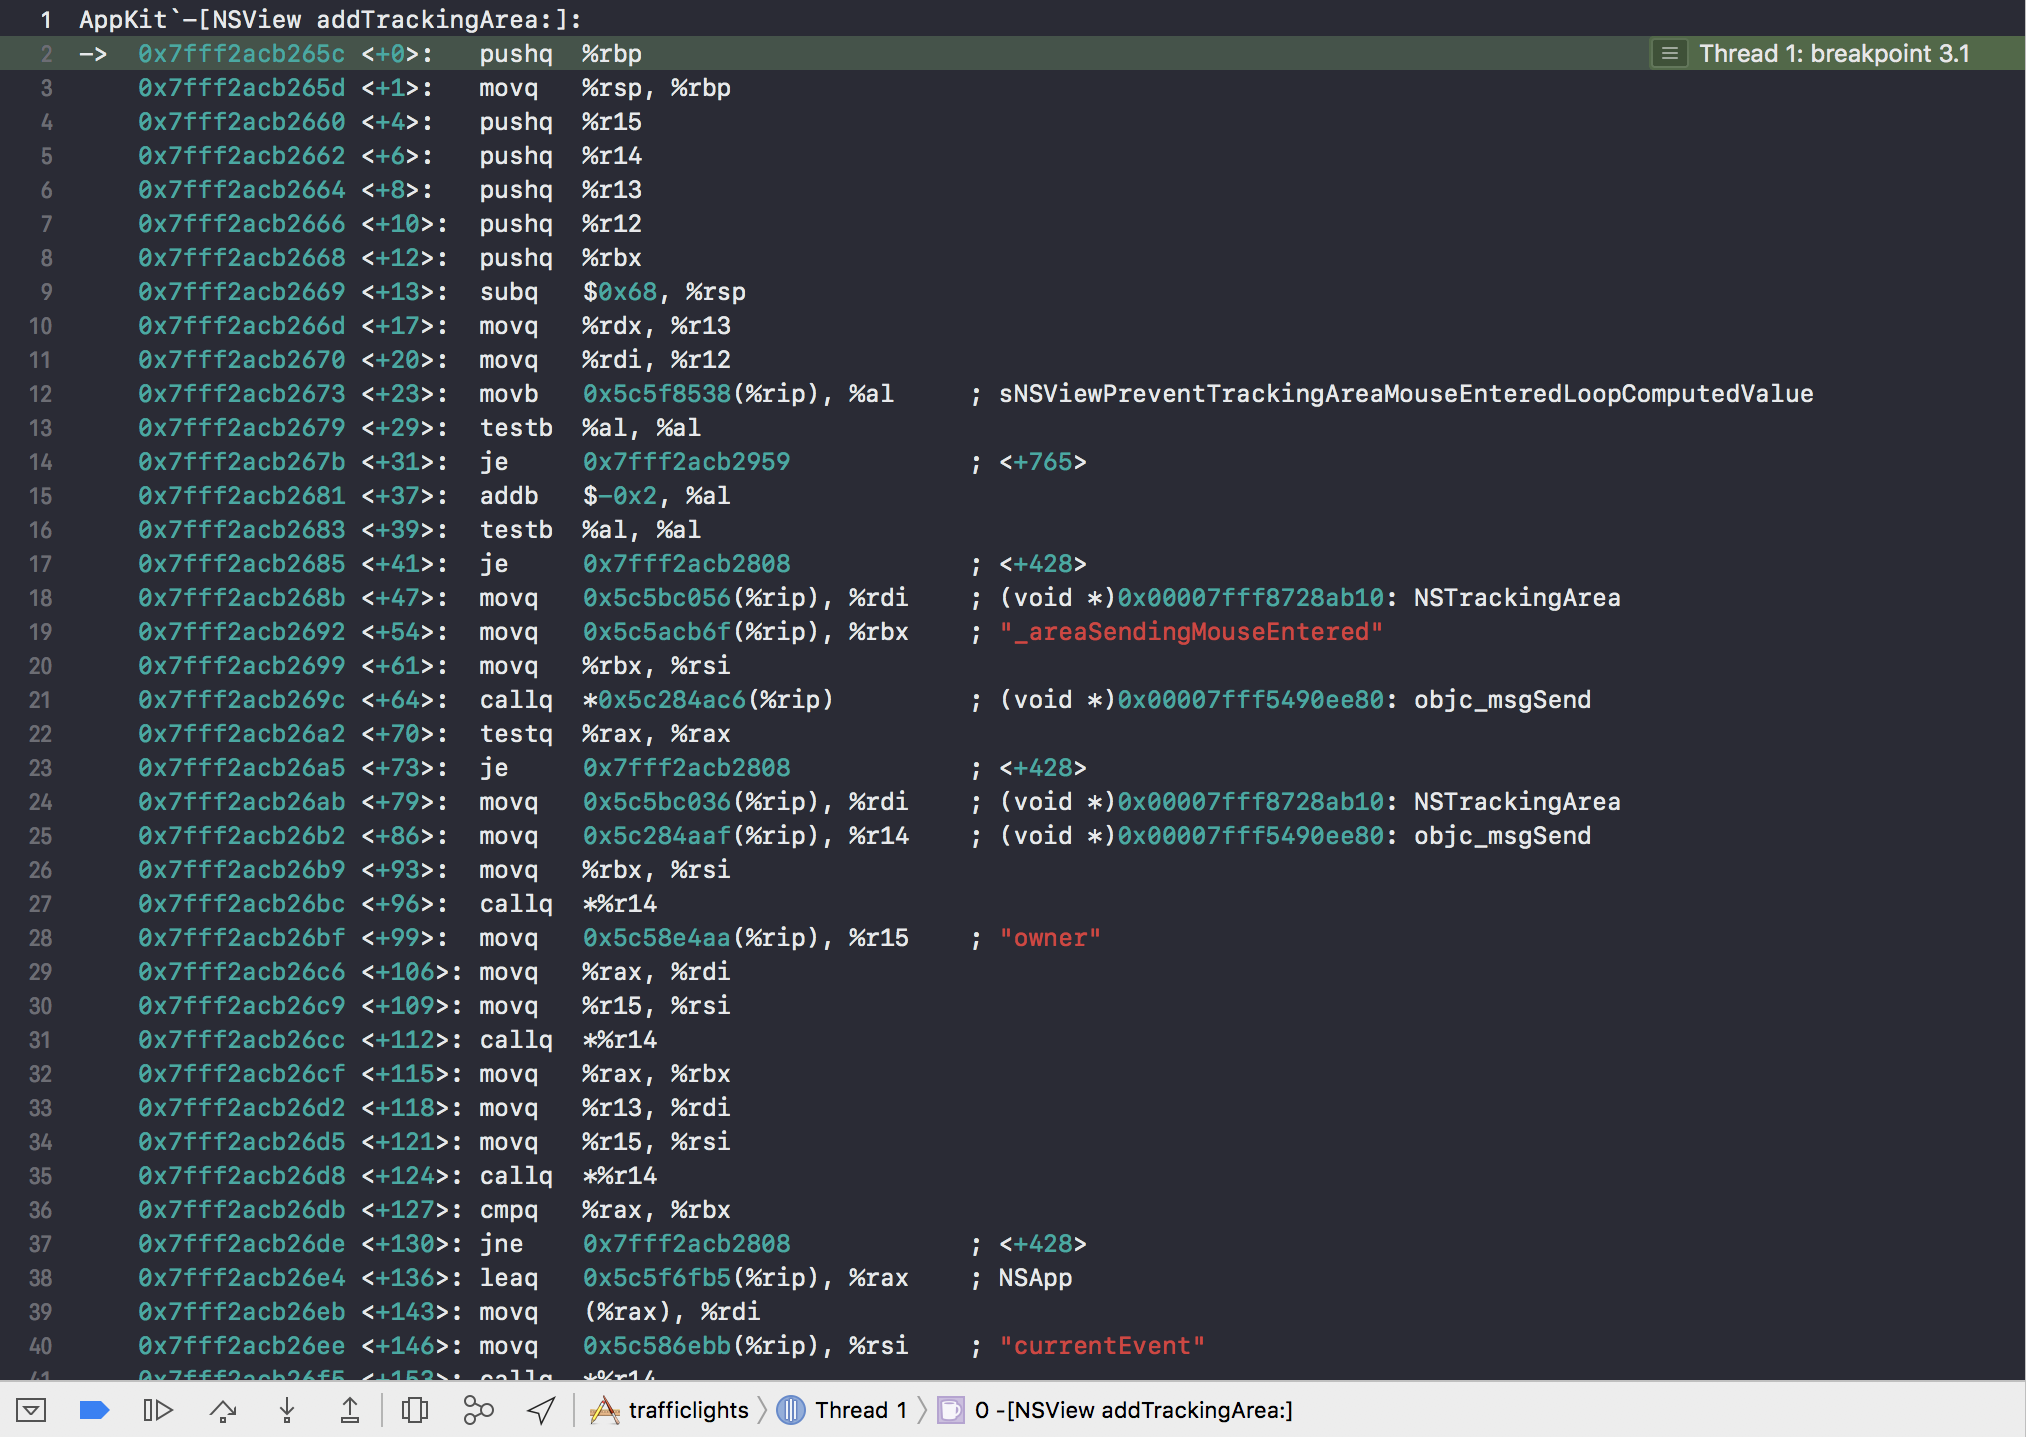 1 AppKit`-[NSView addTrackingArea:]:
2 -> 0x7fff2acb265c <+0>: pushq %rbp Thread 1: breakpoint 3.1
3 0x7fff2acb265d <+1>: movq %rsp, %rbp
4 0x7fff2acb2660 <+4>: pushq %r15
5 0x7fff2acb2662 <+6>: pushq %r14
6 0x7fff2acb2664 <+8>: pushq %r13
7 0x7fff2acb2666 <+10>: pushq %r12
8 0x7fff2acb2668 <+12>: pushq %rbx
9 0x7fff2acb2669 <+13>: subq $0x68, %rsp
10 0x7fff2acb266d <+17>: movq %rdx, %r13
11 0x7fff2acb2670 <+20>: movq %rdi, %r12
12 0x7fff2acb2673 <+23>: movb 0x5c5f8538(%rip), %al ; sNSViewPreventTrackingAreaMouseEnteredLoopComputedValue
13 0x7fff2acb2679 <+29>: testb %al, %al
14 0x7fff2acb267b <+31>: je 0x7fff2acb2959 ; <+765>
15 0x7fff2acb2681 <+37>: addb $-0x2, %al
16 0x7fff2acb2683 <+39>: testb %al, %al
17 0x7fff2acb2685 <+41>: je 0x7fff2acb2808 ; <+428>
18 0x7fff2acb268b <+47>: movq 0x5c5bc056(%rip), %rdi ; (void *)0x00007fff8728ab10: NSTrackingArea
19 0x7fff2acb2692 <+54>: movq 0x5c5acb6f(%rip), %rbx ; "_areaSendingMouseEntered"
20 0x7fff2acb2699 <+61>: movq %rbx, %rsi
21 0x7fff2acb269c <+64>: callq *0x5c284ac6(%rip) ; (void *)0x00007fff5490ee80: objc_msgSend
22 0x7fff2acb26a2 <+70>: testq %rax, %rax
23 0x7fff2acb26a5 <+73>: je 0x7fff2acb2808 ; <+428>
24 0x7fff2acb26ab <+79>: movq 0x5c5bc036(%rip), %rdi ; (void *)0x00007fff8728ab10: NSTrackingArea
25 0x7fff2acb26b2 <+86>: movq 0x5c284aaf(%rip), %r14 ; (void *)0x00007fff5490ee80: objc_msgSend
26 0x7fff2acb26b9 <+93>: movq %rbx, %rsi
27 0x7fff2acb26bc <+96>: callq *%r14
28 0x7fff2acb26bf <+99>: movq 0x5c58e4aa(%rip), %r15 ; "owner"
29 0x7fff2acb26c6 <+106>: movq %rax, %rdi
30 0x7fff2acb26c9 <+109>: movq %r15, %rsi
31 0x7fff2acb26cc <+112>: callq *%r14
32 0x7fff2acb26cf <+115>: movq %rax, %rbx
33 0x7fff2acb26d2 <+118>: movq %r13, %rdi
34 0x7fff2acb26d5 <+121>: movq %r15, %rsi
35 0x7fff2acb26d8 <+124>: callq *%r14
36 0x7fff2acb26db <+127>: cmpq %rax, %rbx
37 0x7fff2acb26de <+130>: jne 0x7fff2acb2808 ; <+428>
38 0x7fff2acb26e4 <+136>: leaq 0x5c5f6fb5(%rip), %rax ; NSApp
39 0x7fff2acb26eb <+143>: movq (%rax), %rdi
40 0x7fff2acb26ee <+146>: movq 0x5c586ebb(%rip), %rsi ; "currentEvent"
41 0x7fff2acb26f5 <+153>: callq *%r14
trafficlights Thread 1 0 -[NSView addTrackingArea:]